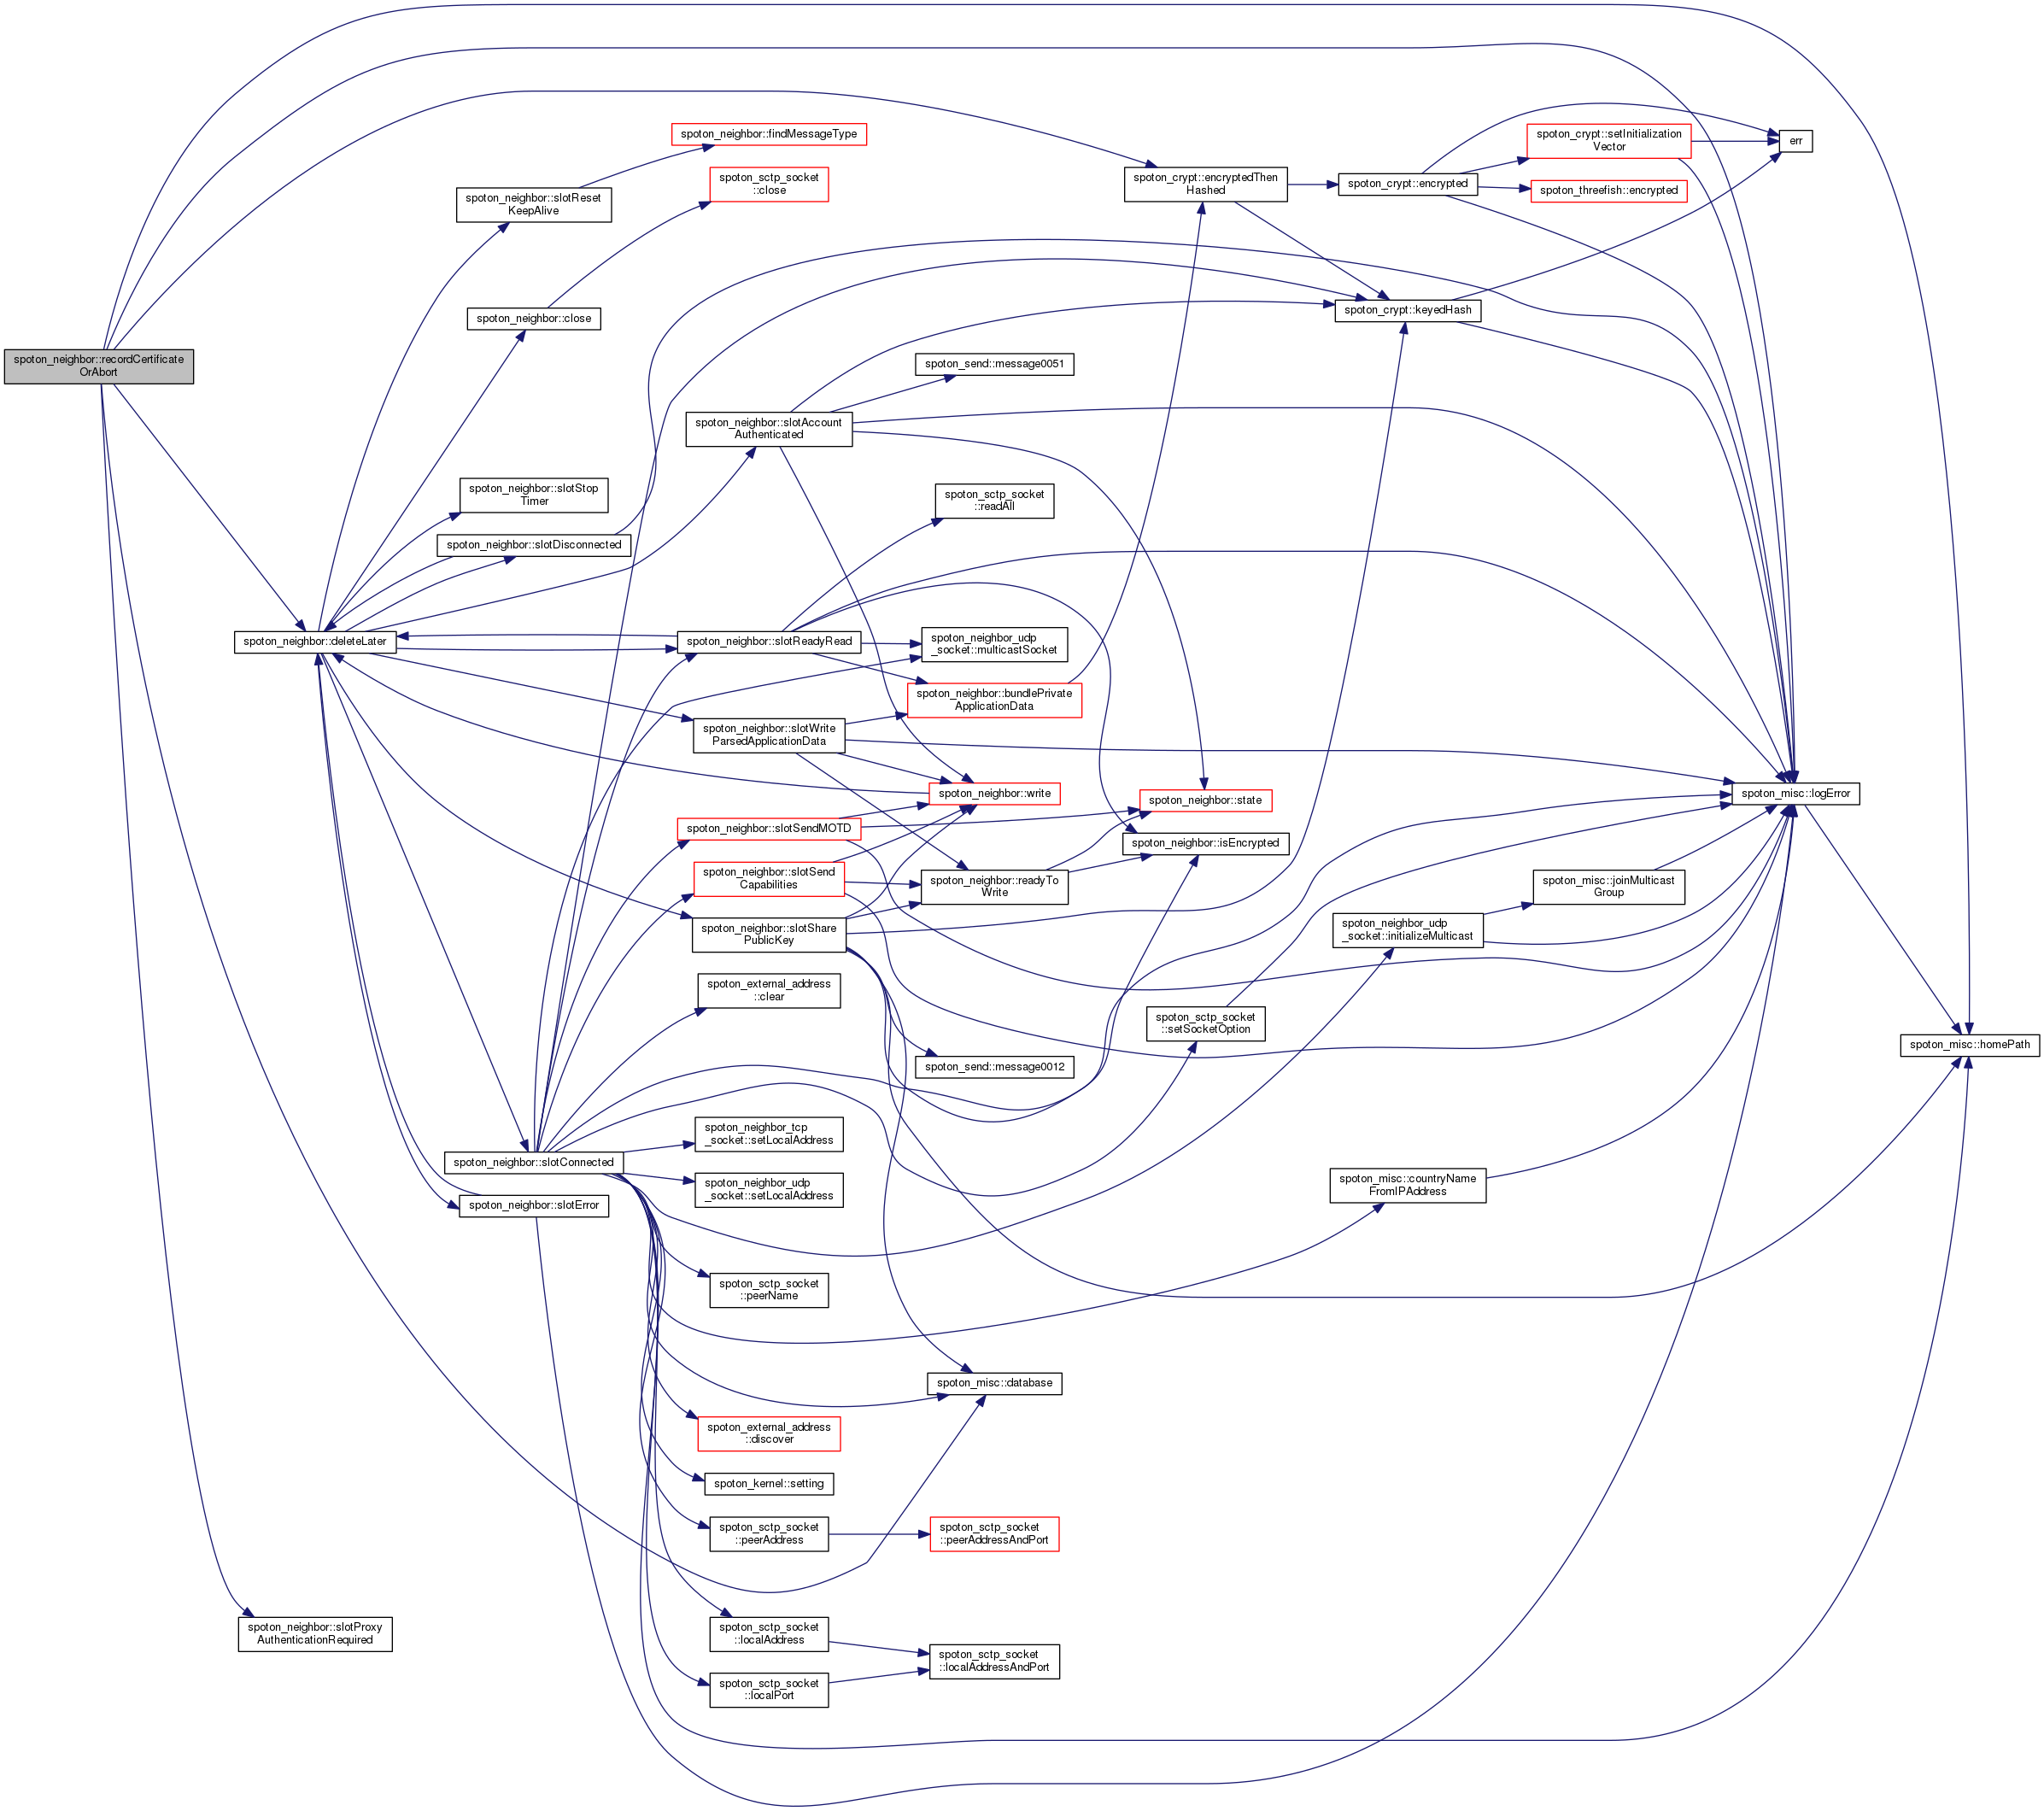 spoton_neighbor::recordCertificate
OrAbort
spoton_neighbor::deleteLater
spoton_neighbor::slotProxy
AuthenticationRequired
spoton_neighbor::slotReset
KeepAlive
spoton_neighbor::close
spoton_neighbor::slotStop
Timer
spoton_neighbor::slotDisconnected
spoton_neighbor::slotConnected
spoton_neighbor::slotError
spoton_neighbor::findMessageType
spoton_sctp_socket
::close
spoton_neighbor::slotAccount
Authenticated
spoton_neighbor::slotReadyRead
spoton_neighbor::slotWrite
ParsedApplicationData
spoton_neighbor::slotSendMOTD
spoton_neighbor::slotSend
Capabilities
spoton_neighbor::slotShare
PublicKey
spoton_external_address
::clear
spoton_neighbor_tcp
_socket::setLocalAddress
spoton_neighbor_udp
_socket::setLocalAddress
spoton_sctp_socket
::peerName
spoton_external_address
::discover
spoton_kernel::setting
spoton_sctp_socket
::peerAddress
spoton_sctp_socket
::localAddress
spoton_sctp_socket
::localPort
spoton_send::message0051
spoton_sctp_socket
::readAll
spoton_neighbor_udp
_socket::multicastSocket
spoton_neighbor::bundlePrivate
ApplicationData
spoton_neighbor::write
spoton_neighbor::readyTo
Write
spoton_send::message0012
spoton_misc::database
spoton_sctp_socket
::peerAddressAndPort
spoton_sctp_socket
::localAddressAndPort
spoton_crypt::encryptedThen
Hashed
spoton_neighbor::state
spoton_neighbor::isEncrypted
spoton_sctp_socket
::setSocketOption
spoton_crypt::encrypted
spoton_crypt::keyedHash
spoton_neighbor_udp
_socket::initializeMulticast
spoton_misc::countryName
FromIPAddress
spoton_crypt::setInitialization
Vector
spoton_threefish::encrypted
spoton_misc::joinMulticast
Group
err
spoton_misc::logError
spoton_misc::homePath